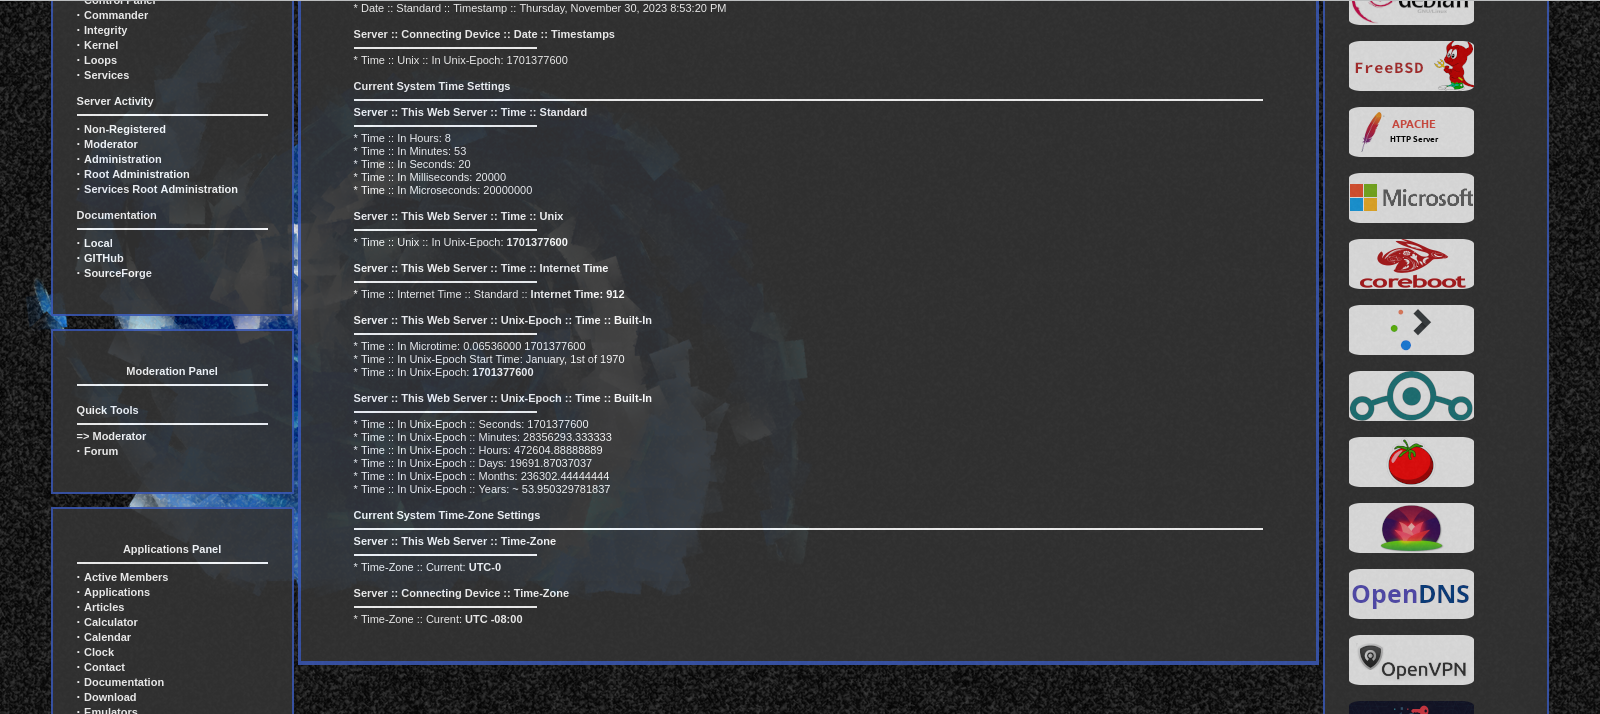 Control Panel
· Commander
· Integrity
· Kernel
· Loops
· Services
Server Activity
· Non-Registered
· Moderator
· Administration
· Root Administration
· Services Root Administration
Documentation
· Local
· GITHub
· SourceForge
Moderation Panel
Quick Tools
=> Moderator
· Forum
Applications Panel
· Active Members
· Applications
· Articles
· Calculator
· Calendar
· Clock
· Contact
· Documentation
· Download
· Emulators
* Date :: Standard :: Timestamp :: Thursday, November 30, 2023 8:53:20 PM
Server :: Connecting Device :: Date :: Timestamps
* Time :: Unix :: In Unix-Epoch: 1701377600
Current System Time Settings
Server :: This Web Server :: Time :: Standard
* Time :: In Hours: 8
* Time :: In Minutes: 53
* Time :: In Seconds: 20
* Time :: In Milliseconds: 20000
* Time :: In Microseconds: 20000000
Server :: This Web Server :: Time :: Unix
* Time :: Unix :: In Unix-Epoch: 1701377600
Server :: This Web Server :: Time :: Internet Time
* Time :: Internet Time :: Standard :: Internet Time: 912
Server :: This Web Server :: Unix-Epoch :: Time :: Built-In
* Time :: In Microtime: 0.06536000 1701377600
* Time :: In Unix-Epoch Start Time: January, 1st of 1970
* Time :: In Unix-Epoch: 1701377600
Server :: This Web Server :: Unix-Epoch :: Time :: Built-In
* Time :: In Unix-Epoch :: Seconds: 1701377600
* Time :: In Unix-Epoch :: Minutes: 28356293.333333
* Time :: In Unix-Epoch :: Hours: 472604.88888889
* Time :: In Unix-Epoch :: Days: 19691.87037037
* Time :: In Unix-Epoch :: Months: 236302.44444444
* Time :: In Unix-Epoch :: Years: ~ 53.950329781837
Current System Time-Zone Settings
Server :: This Web Server :: Time-Zone
* Time-Zone :: Current: UTC-0
Server :: Connecting Device :: Time-Zone
* Time-Zone :: Curent: UTC -08:00
debian
FreeBSD
APACHE
HTTP Server
Microsoft
coreboot
OpenDNS
OpenVPN